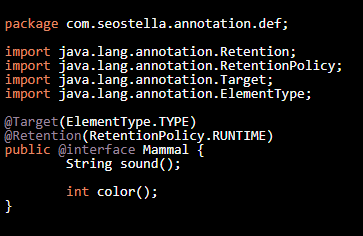 package com.seostella.annotation.def;
import java.lang.annotation.Retention;
import java.lang.annotation.RetentionPolicy;
import java.lang.annotation.Target;
import java.lang.annotation.ElementType;
@Target(ElementType.TYPE)
@Retention(RetentionPolicy.RUNTIME)
public @interface Mammal {
String sound();
int color();
}